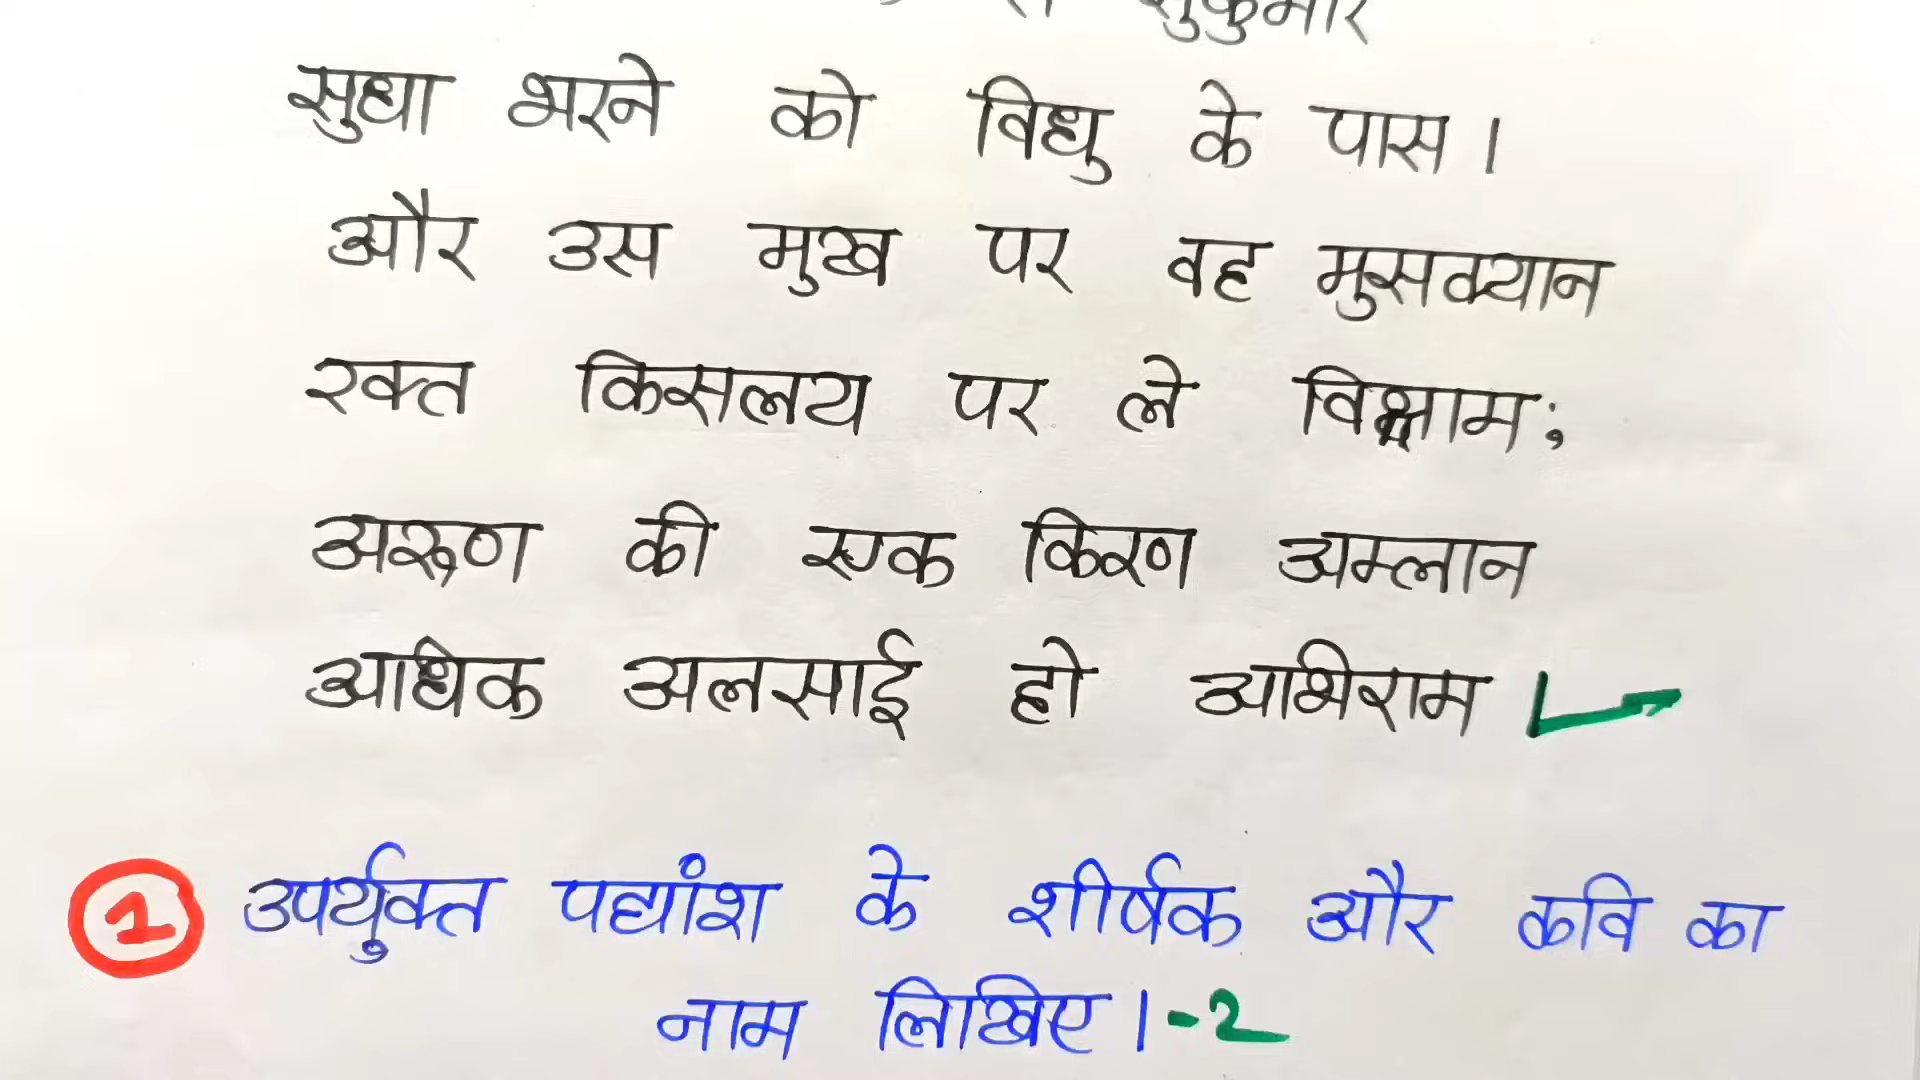 सुकुमार
सुधा भरने को विधु के पास।
और उस मुख पर वह मुसक्यान
रक्त किसलय पर ले विश्राम;
अरुण की एक किरण अम्लान
अधिक अलसाई हो अभिराम।
1 उपर्युक्त पद्यांश के शीर्षक और कवि का
नाम लिखिए।-2